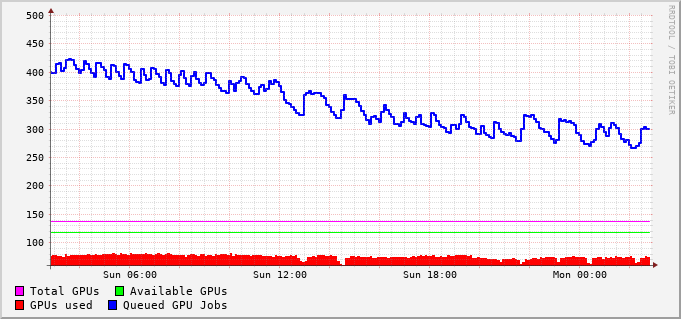 RRDTOOL / TOBI OETIKER
500
450
400
350
300
250
200
150
100
Sun 06:00 Sun 12:00 Sun 18:00 Mon 00:00
Total GPUs Available GPUs
GPUs used Queued GPU Jobs